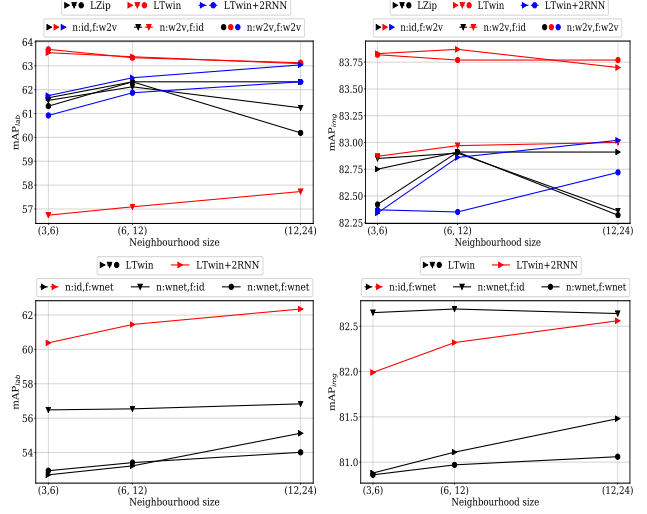 LZip LTwin LTwin+2RNN
n:id,f:w2v n:w2v,f:id n:w2v,f:w2v
64
63
62
61
60
59
58
57
mAP_lab
(3,6) (6, 12) (12,24)
Neighbourhood size
LZip LTwin LTwin+2RNN
n:id,f:w2v n:w2v,f:id n:w2v,f:w2v
83.75
83.50
83.25
83.00
82.75
82.50
82.25
mAP_img
(3,6) (6, 12) (12,24)
Neighbourhood size
LTwin LTwin+2RNN
n:id,f:wnet n:wnet,f:id n:wnet,f:wnet
62
60
58
56
54
mAP_lab
(3,6) (6, 12) (12,24)
Neighbourhood size
LTwin LTwin+2RNN
n:id,f:wnet n:wnet,f:id n:wnet,f:wnet
82.5
82.0
81.5
81.0
mAP_img
(3,6) (6, 12) (12,24)
Neighbourhood size